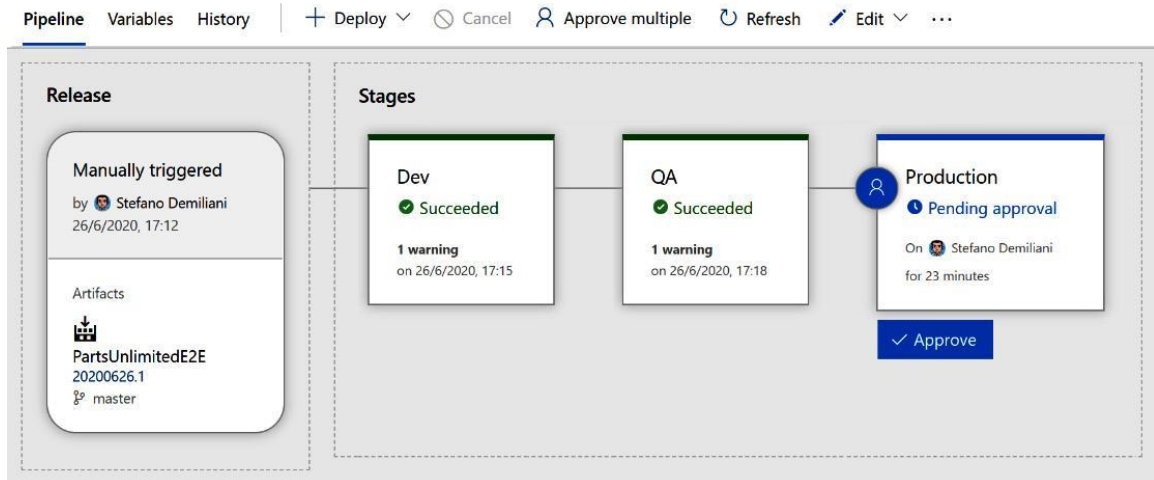 Pipeline Variables History Deploy Cancel Approve multiple Refresh Edit ...
Release
Manually triggered
by Stefano Demiliani
26/6/2020, 17:12
Artifacts
PartsUnlimitedE2E
20200626.1
master
Stages
Dev
Succeeded
1 warning
on 26/6/2020, 17:15
QA
Succeeded
1 warning
on 26/6/2020, 17:18
Production
Pending approval
On Stefano Demiliani
for 23 minutes
Approve